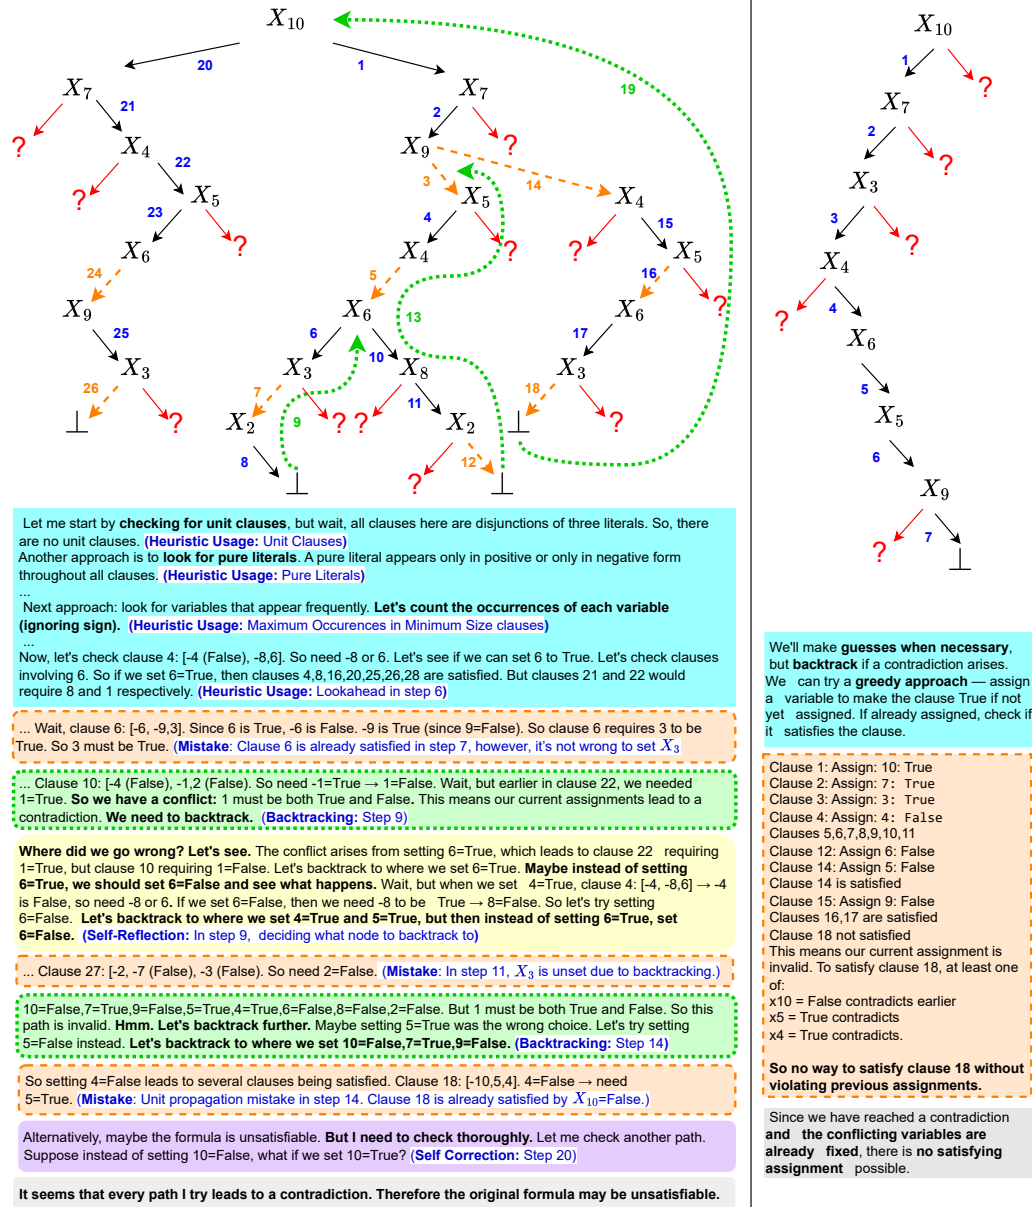 X10
20
1
19
X7
X7
21
2
?
X4
X9
?
3
14
22
?
X5
X5
X4
23
4
15
X6
?
X4
?
?
X5
24
5
16
X9
X6
13
X6
?
25
6
10
17
X3
X3
X8
X3
26
7
9
11
18
⊥
?
X2
?
?
X2
⊥
?
8
12
⊥
?
⊥
Let me start by checking for unit clauses, but wait, all clauses here are disjunctions of three literals. So, there
are no unit clauses. (Heuristic Usage: Unit Clauses)
Another approach is to look for pure literals. A pure literal appears only in positive or only in negative form
throughout all clauses. (Heuristic Usage: Pure Literals)
...
Next approach: look for variables that appear frequently. Let's count the occurrences of each variable
(ignoring sign). (Heuristic Usage: Maximum Occurences in Minimum Size clauses)
...
Now, let's check clause 4: [-4 (False), -8,6]. So need -8 or 6. Let's see if we can set 6 to True. Let's check clauses
involving 6. So if we set 6=True, then clauses 4,8,16,20,25,26,28 are satisfied. But clauses 21 and 22 would
require 8 and 1 respectively. (Heuristic Usage: Lookahead in step 6)
... Wait, clause 6: [-6, -9,3]. Since 6 is True, -6 is False. -9 is True (since 9=False). So clause 6 requires 3 to be
True. So 3 must be True. (Mistake: Clause 6 is already satisfied in step 7, however, it's not wrong to set X3
... Clause 10: [-4 (False), -1,2 (False). So need -1=True → 1=False. Wait, but earlier in clause 22, we needed
1=True. So we have a conflict: 1 must be both True and False. This means our current assignments lead to a
contradiction. We need to backtrack. (Backtracking: Step 9)
Where did we go wrong? Let's see. The conflict arises from setting 6=True, which leads to clause 22 requiring
1=True, but clause 10 requiring 1=False. Let's backtrack to where we set 6=True. Maybe instead of setting
6=True, we should set 6=False and see what happens. Wait, but when we set 4=True, clause 4: [-4, -8,6] → -4
is False, so need -8 or 6. If we set 6=False, then we need -8 to be True → 8=False. So let's try setting
6=False. Let's backtrack to where we set 4=True and 5=True, but then instead of setting 6=True, set
6=False. (Self-Reflection: In step 9, deciding what node to backtrack to)
... Clause 27: [-2, -7 (False), -3 (False). So need 2=False. (Mistake: In step 11, X3 is unset due to backtracking.)
10=False,7=True,9=False,5=True,4=True,6=False,8=False,2=False. But 1 must be both True and False. So this
path is invalid. Hmm. Let's backtrack further. Maybe setting 5=True was the wrong choice. Let's try setting
5=False instead. Let's backtrack to where we set 10=False,7=True,9=False. (Backtracking: Step 14)
So setting 4=False leads to several clauses being satisfied. Clause 18: [-10,5,4]. 4=False → need
5=True. (Mistake: Unit propagation mistake in step 14. Clause 18 is already satisfied by X10=False.)
Alternatively, maybe the formula is unsatisfiable. But I need to check thoroughly. Let me check another path.
Suppose instead of setting 10=False, what if we set 10=True? (Self Correction: Step 20)
It seems that every path I try leads to a contradiction. Therefore the original formula may be unsatisfiable.
X10
1
?
X7
2
?
X3
3
?
X4
4
?
X6
5
X5
6
X9
7
?
⊥
We'll make guesses when necessary,
but backtrack if a contradiction arises.
We can try a greedy approach — assign
a variable to make the clause True if not
yet assigned. If already assigned, check if
it satisfies the clause.
Clause 1: Assign: 10: True
Clause 2: Assign: 7: True
Clause 3: Assign: 3: True
Clause 4: Assign: 4: False
Clauses 5,6,7,8,9,10,11
Clause 12: Assign 6: False
Clause 14: Assign 5: False
Clause 14 is satisfied
Clause 15: Assign 9: False
Clauses 16,17 are satisfied
Clause 18 not satisfied
This means our current assignment is
invalid. To satisfy clause 18, at least one
of:
x10 = False contradicts earlier
x5 = True contradicts
x4 = True contradicts.
So no way to satisfy clause 18 without
violating previous assignments.
Since we have reached a contradiction
and the conflicting variables are
already fixed, there is no satisfying
assignment possible.